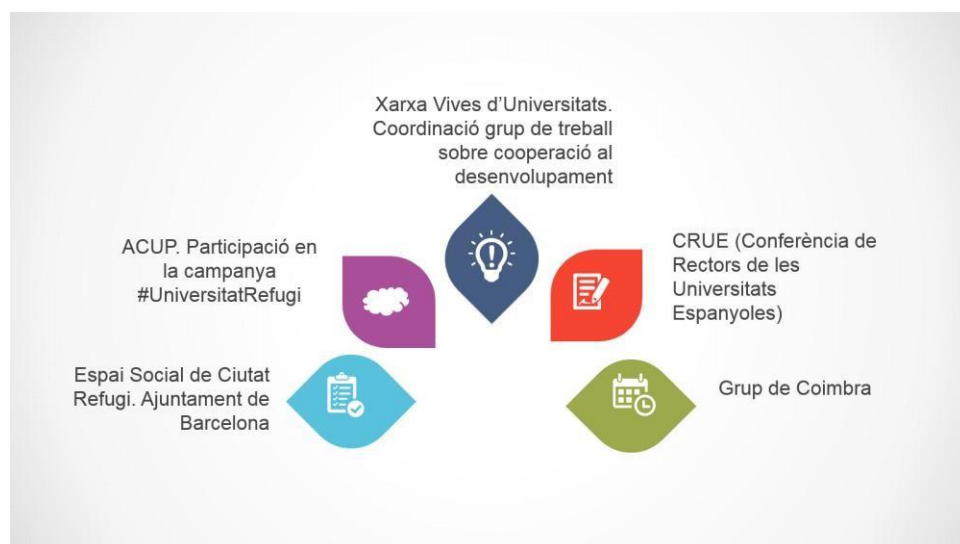 Xarxa Vives d’Universitats.
Coordinació grup de treball
sobre cooperació al
desenvolupament
ACUP. Participació en
la campanya
#UniversitatRefugi
CRUE (Conferència de
Rectors de les
Universitats
Espanyoles)
Espai Social de Ciutat
Refugi. Ajuntament de
Barcelona
Grup de Coimbra